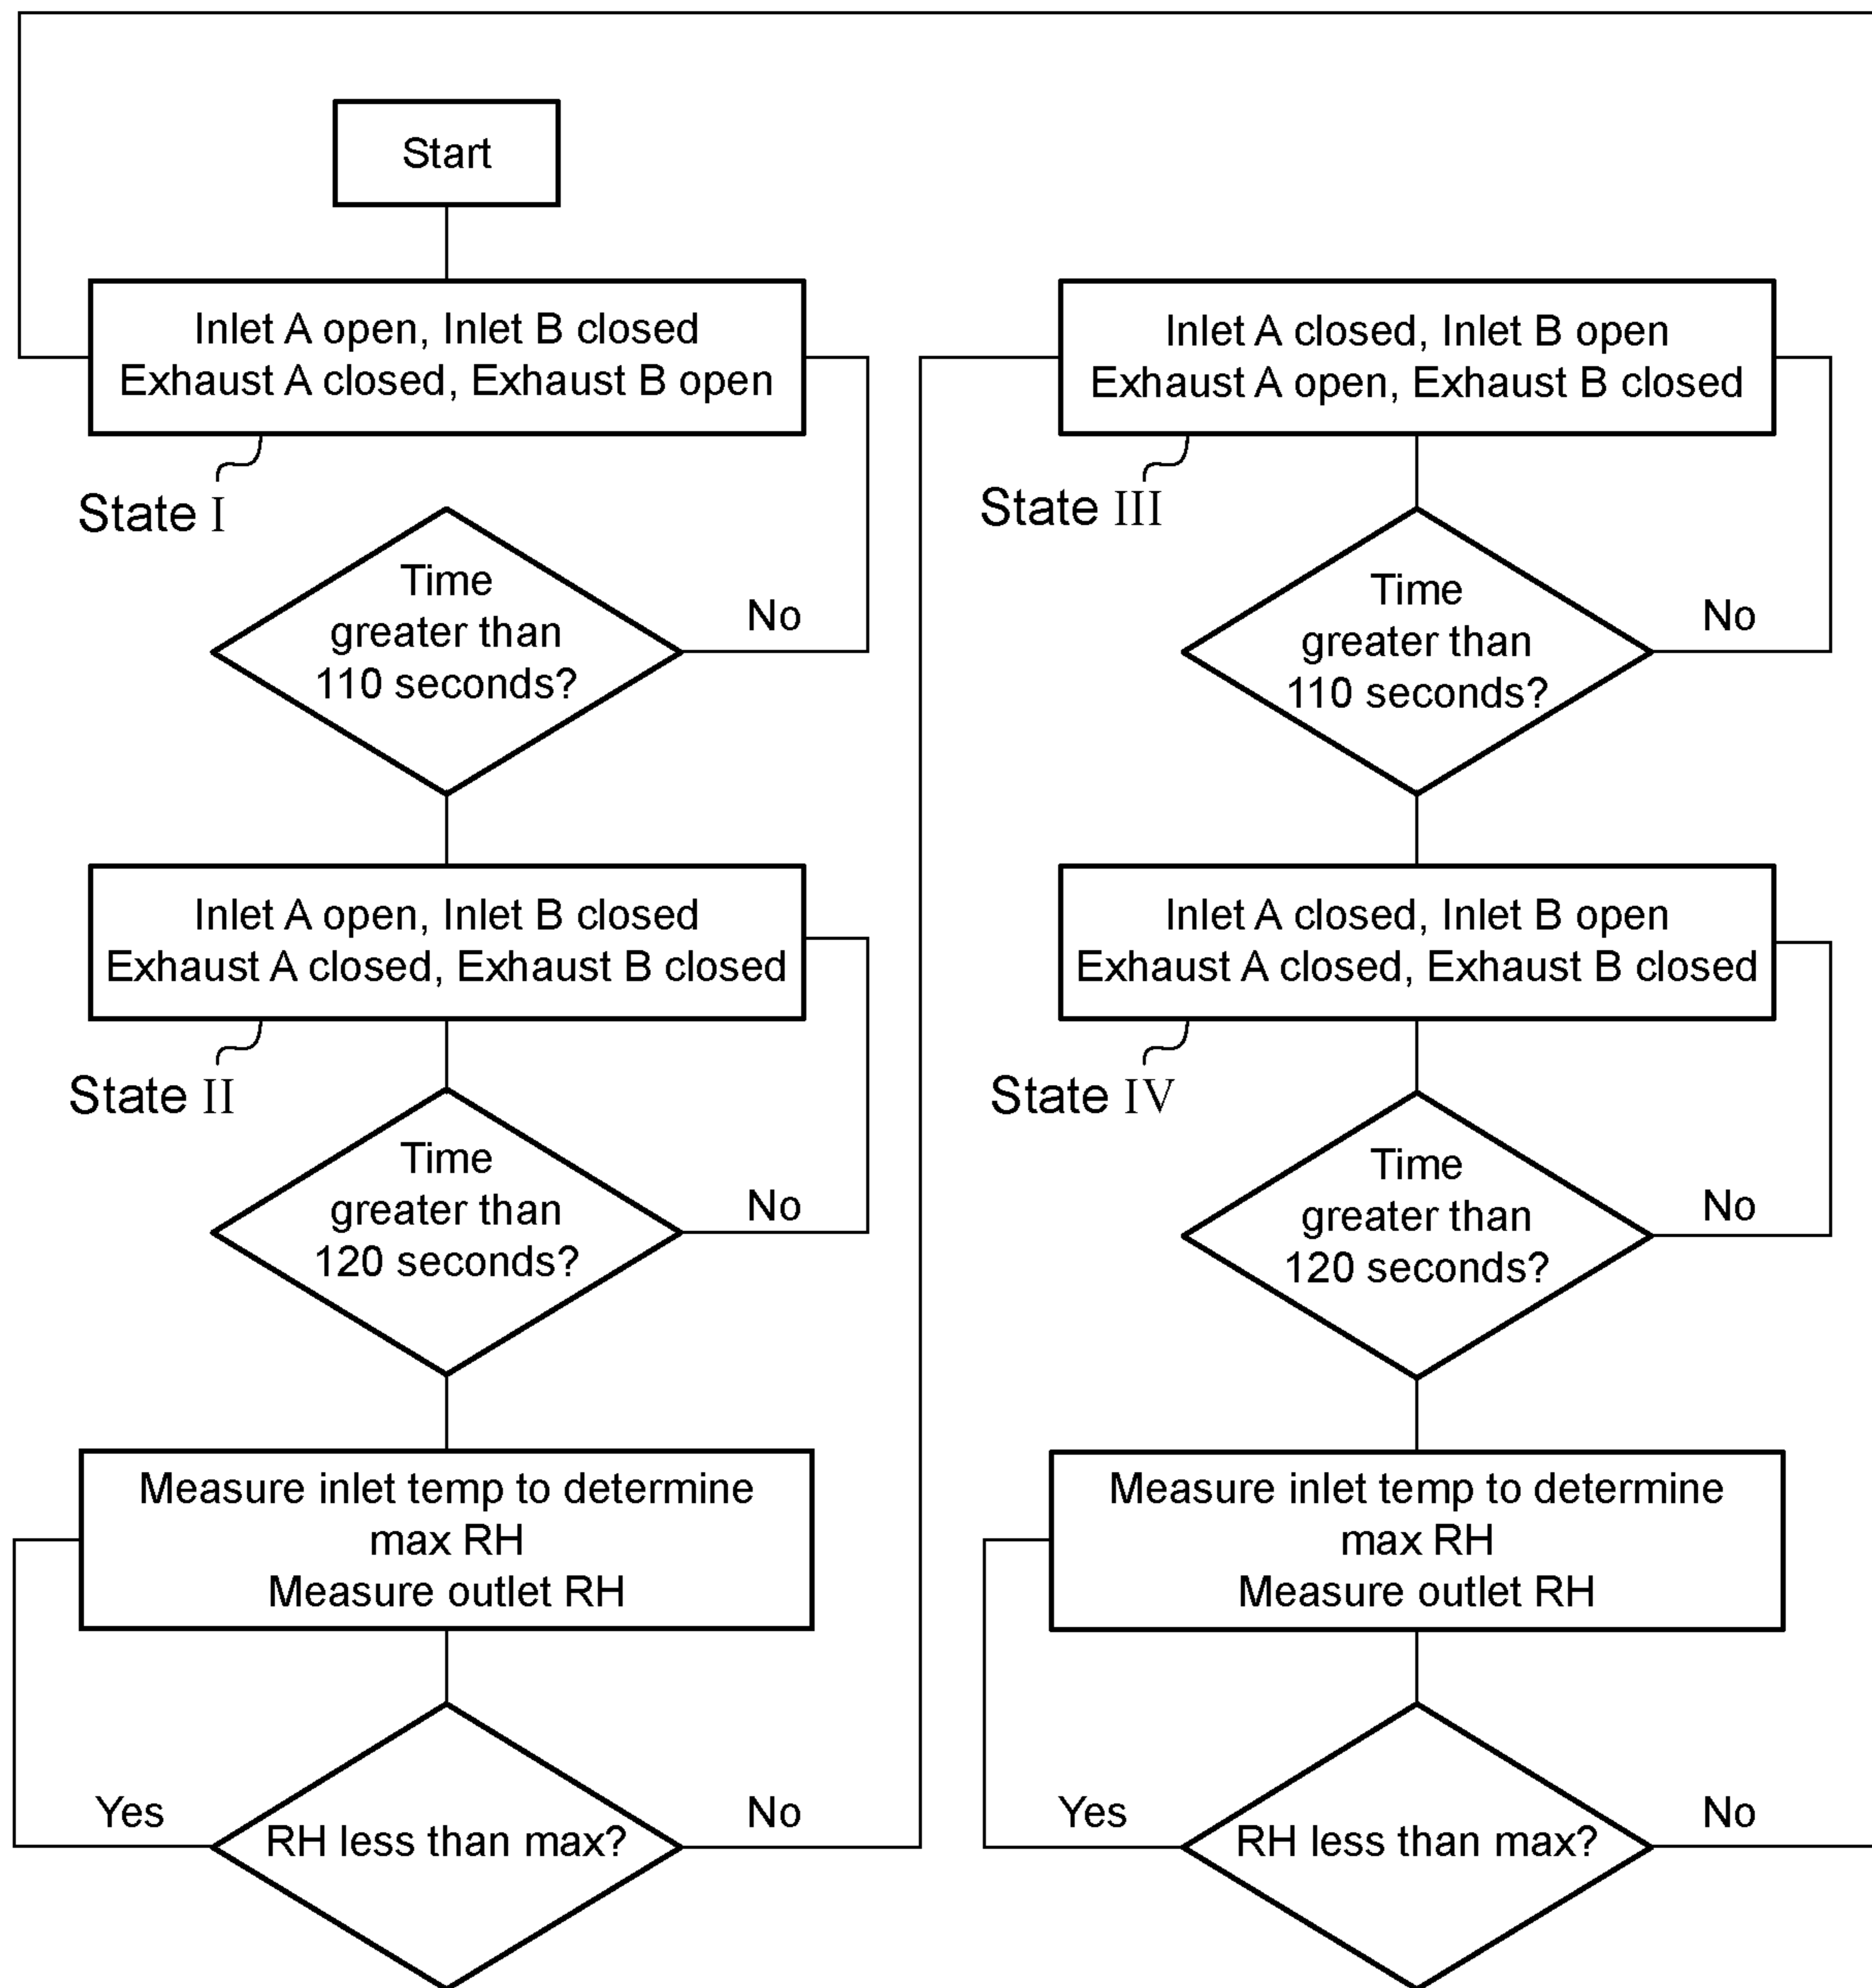 Start
Inlet A open, Inlet B closed
Exhaust A closed, Exhaust B open
State I
Time
greater than
110 seconds?
No
Inlet A open, Inlet B closed
Exhaust A closed, Exhaust B closed
State II
Time
greater than
120 seconds?
No
Measure inlet temp to determine
max RH
Measure outlet RH
Yes
RH less than max?
No
Inlet A closed, Inlet B open
Exhaust A open, Exhaust B closed
State III
Time
greater than
110 seconds?
No
Inlet A closed, Inlet B open
Exhaust A closed, Exhaust B closed
State IV
Time
greater than
120 seconds?
No
Measure inlet temp to determine
max RH
Measure outlet RH
Yes
RH less than max?
No